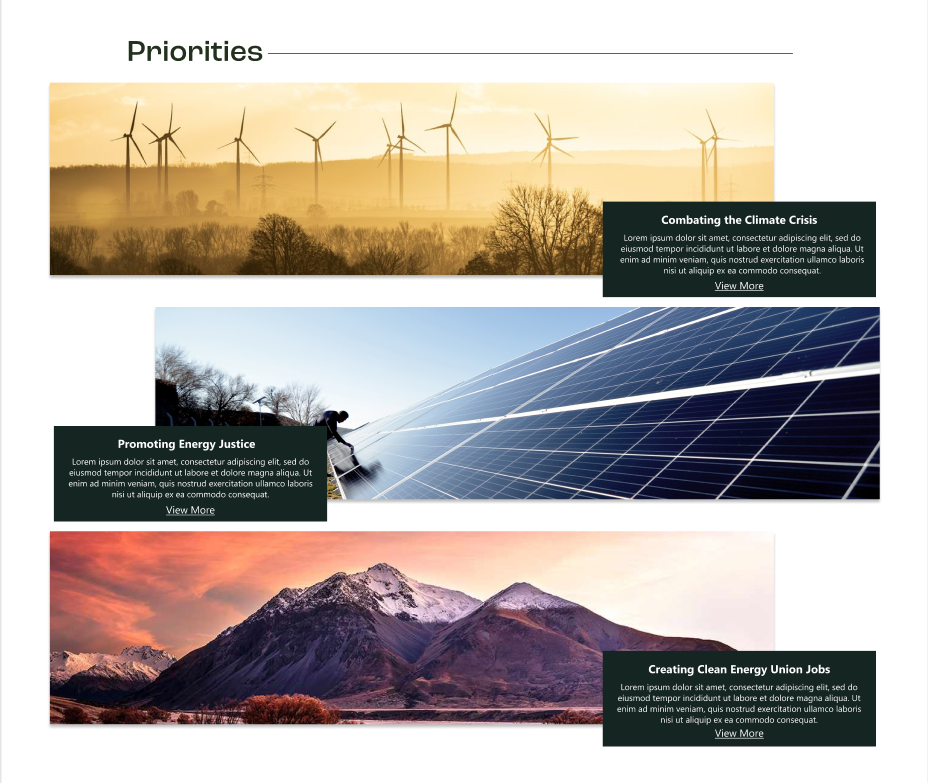 Priorities
Combating the Climate Crisis
Lorem ipsum dolor sit amet, consectetur adipiscing elit, sed do
eiusmod tempor incididunt ut labore et dolore magna aliqua. Ut
enim ad minim veniam, quis nostrud exercitation ullamco laboris
nisi ut aliquip ex ea commodo consequat.
View More
Promoting Energy Justice
Lorem ipsum dolor sit amet, consectetur adipiscing elit, sed do
eiusmod tempor incididunt ut labore et dolore magna aliqua. Ut
enim ad minim veniam, quis nostrud exercitation ullamco laboris
nisi ut aliquip ex ea commodo consequat.
View More
Creating Clean Energy Union Jobs
Lorem ipsum dolor sit amet, consectetur adipiscing elit, sed do
eiusmod tempor incididunt ut labore et dolore magna aliqua. Ut
enim ad minim veniam, quis nostrud exercitation ullamco laboris
nisi ut aliquip ex ea commodo consequat.
View More